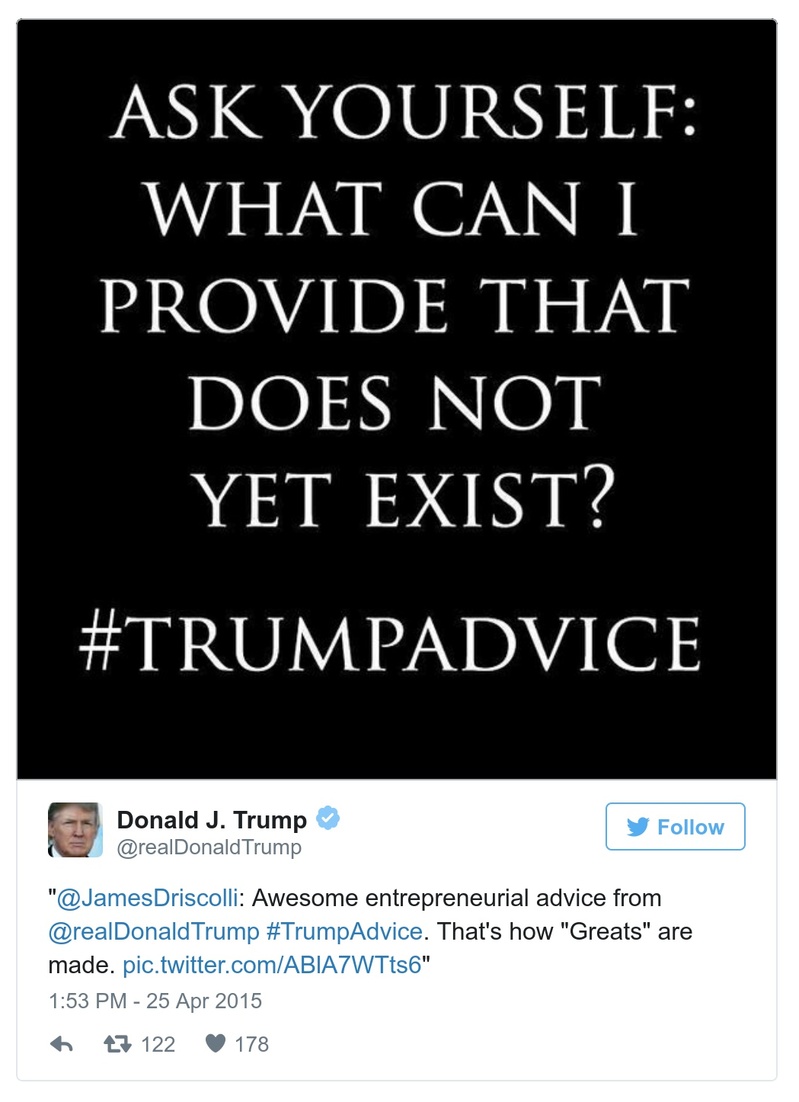 ASK YOURSELF:
WHAT CAN I
PROVIDE THAT
DOES NOT
YET EXIST?
#TRUMPADVICE
Donald J. Trump
@realDonaldTrump
Follow
"@JamesDriscolli: Awesome entrepreneurial advice from
@realDonaldTrump #TrumpAdvice. That's how "Greats" are
made. pic.twitter.com/ABlA7WTts6"
1:53 PM - 25 Apr 2015
122 178